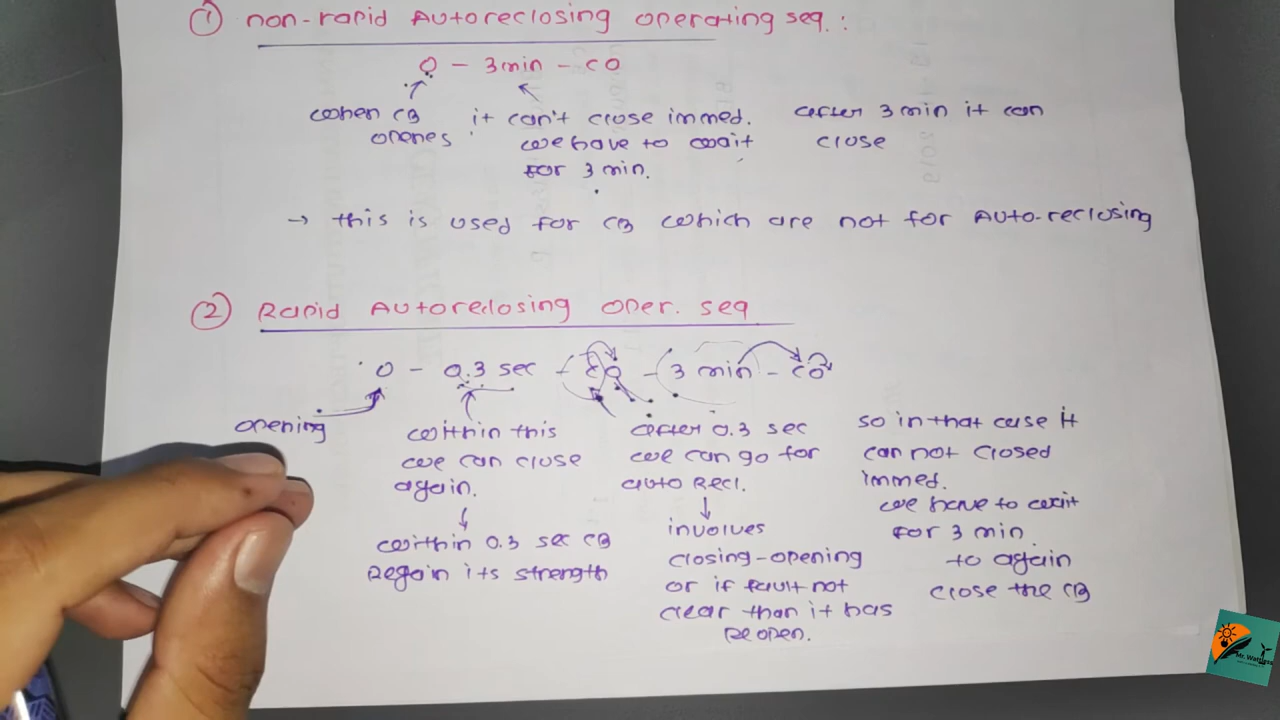 ① non-rapid Autoreclosing operating seq. :
O - 3min - CO
when CB
openes
it can't close immed.
we have to wait
for 3 min.
after 3 min it can
close
→ this is used for CB which are not for Auto-reclosing
② Rapid Autoreclosing oper. seq
O - 0.3 sec - CO - 3 min - CO
opening
within this
we can close
again.
↓
within 0.3 sec CB
Regain its strength
after 0.3 sec
we can go for
auto Recl.
↓
involves
closing-opening
or if fault not
clear than it has
Reopen.
so in that case it
can not closed
immed.
we have to wait
for 3 min
to again
close the CB